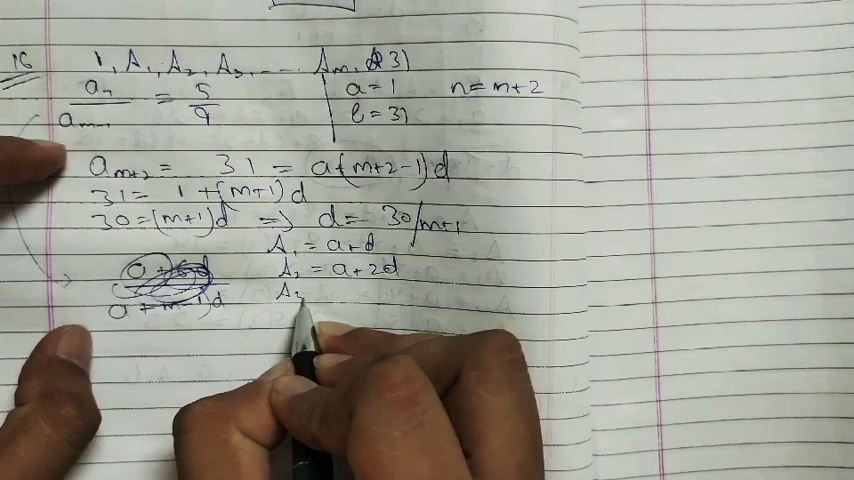 16 1, A1, A2, A3, ---- Am, 31
a7 / am-1 = 5/9
a=1 n=m+2
l=31
am+2 = 31 = a+(m+2-1)d
31= 1+(m+1)d
30=(m+1)d => d= 30/m+1
A1 = a+d
A2 = a+2d
a + m-1)d
A3